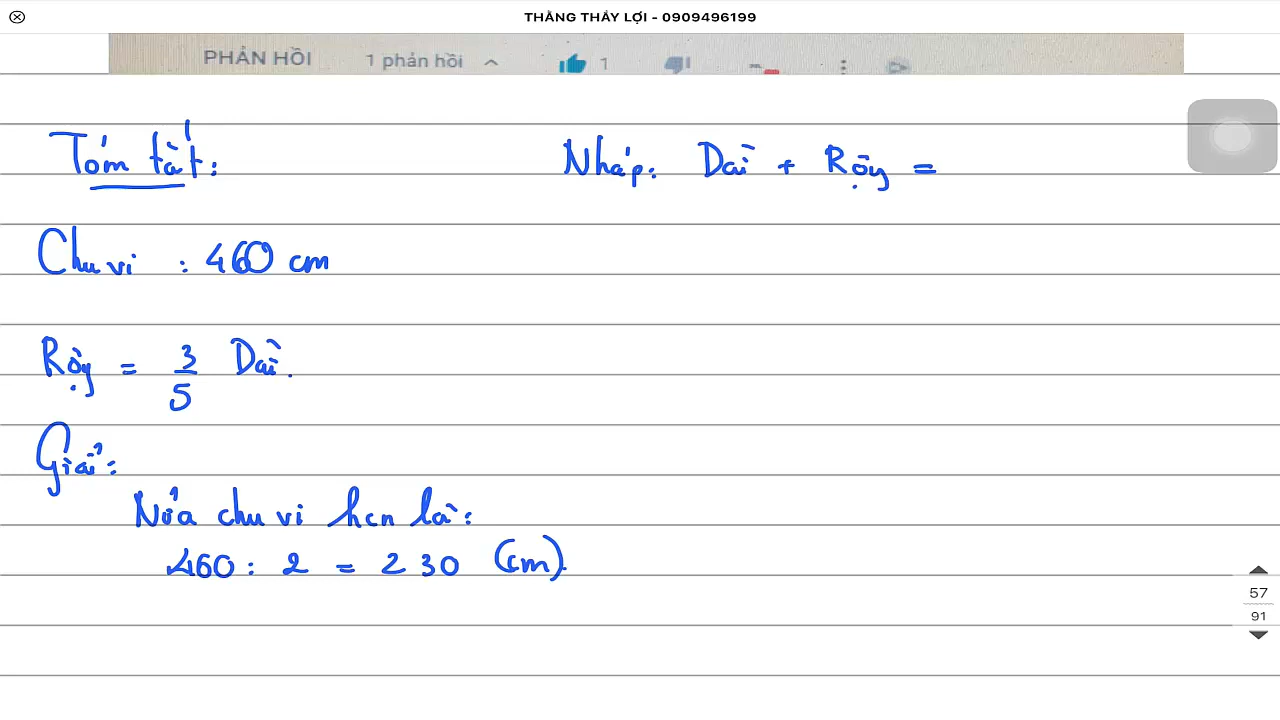 THẦNG THẦY LỢI - 0909496199
PHẢN HỒI 1 phản hồi 1
Tóm tắt:
Nháp: Dài + Rộng =
Chu vi : 460 cm
Rộng = 3/5 Dài.
Giải:
Nửa chu vi hcn là:
460 : 2 = 230 (cm).
57
91